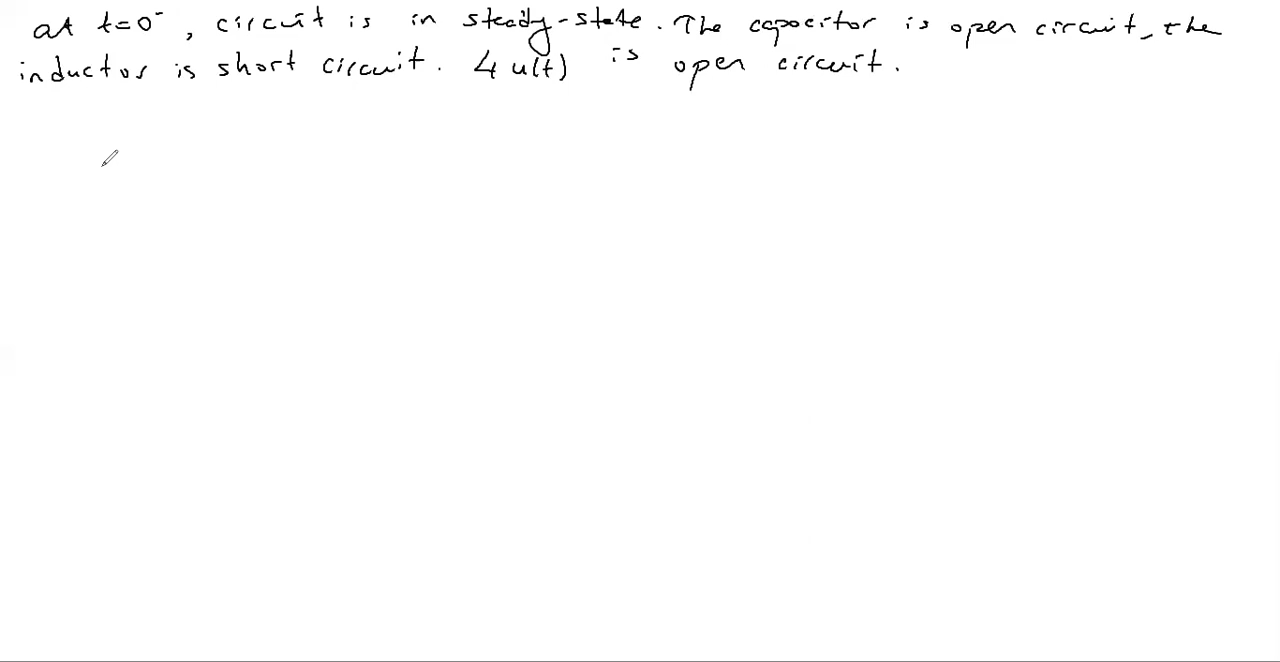 at t=0⁻, circuit is in steady-state. The capacitor is open circuit, the
inductor is short circuit. 4 u(t) is open circuit.